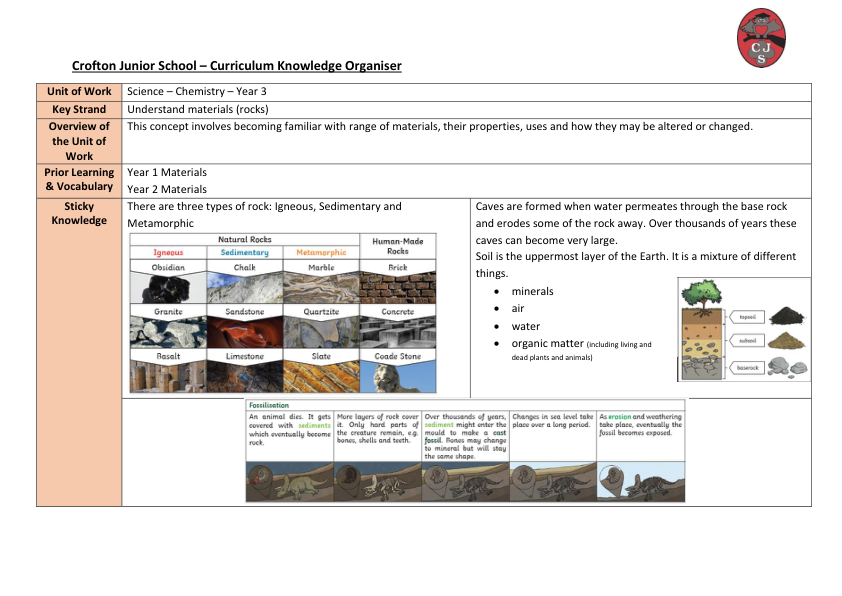 CJS
Crofton Junior School – Curriculum Knowledge Organiser
Unit of Work
Science – Chemistry – Year 3
Key Strand
Understand materials (rocks)
Overview of
the Unit of
Work
This concept involves becoming familiar with range of materials, their properties, uses and how they may be altered or changed.
Prior Learning
& Vocabulary
Year 1 Materials
Year 2 Materials
Sticky
Knowledge
There are three types of rock: Igneous, Sedimentary and
Metamorphic
Natural Rocks
Human-Made
Rocks
Igneous
Sedimentary
Metamorphic
Obsidian
Chalk
Marble
Brick
Granite
Sandstone
Quartzite
Concrete
Basalt
Limestone
Slate
Coade Stone
Caves are formed when water permeates through the base rock
and erodes some of the rock away. Over thousands of years these
caves can become very large.
Soil is the uppermost layer of the Earth. It is a mixture of different
things.
• minerals
• air
• water
• organic matter (including living and
dead plants and animals)
topsoil
subsoil
baserock
Fossilisation
An animal dies. It gets
covered with sediments
which eventually become
rock.
More layers of rock cover
it. Only hard parts of
the creature remain, e.g.
bones, shells and teeth.
Over thousands of years,
sediment might enter the
mould to make a cast
fossil. Bones may change
to mineral but will stay
the same shape.
Changes in sea level take
place over a long period.
As erosion and weathering
take place, eventually the
fossil becomes exposed.